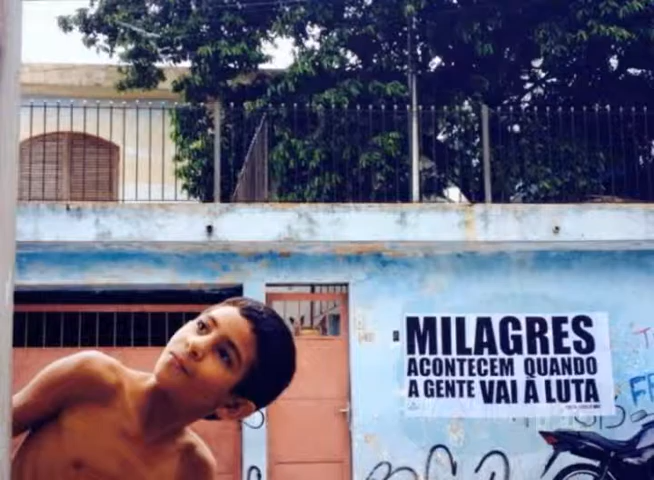 MILAGRES
ACONTECEM QUANDO
A GENTE VAI À LUTA